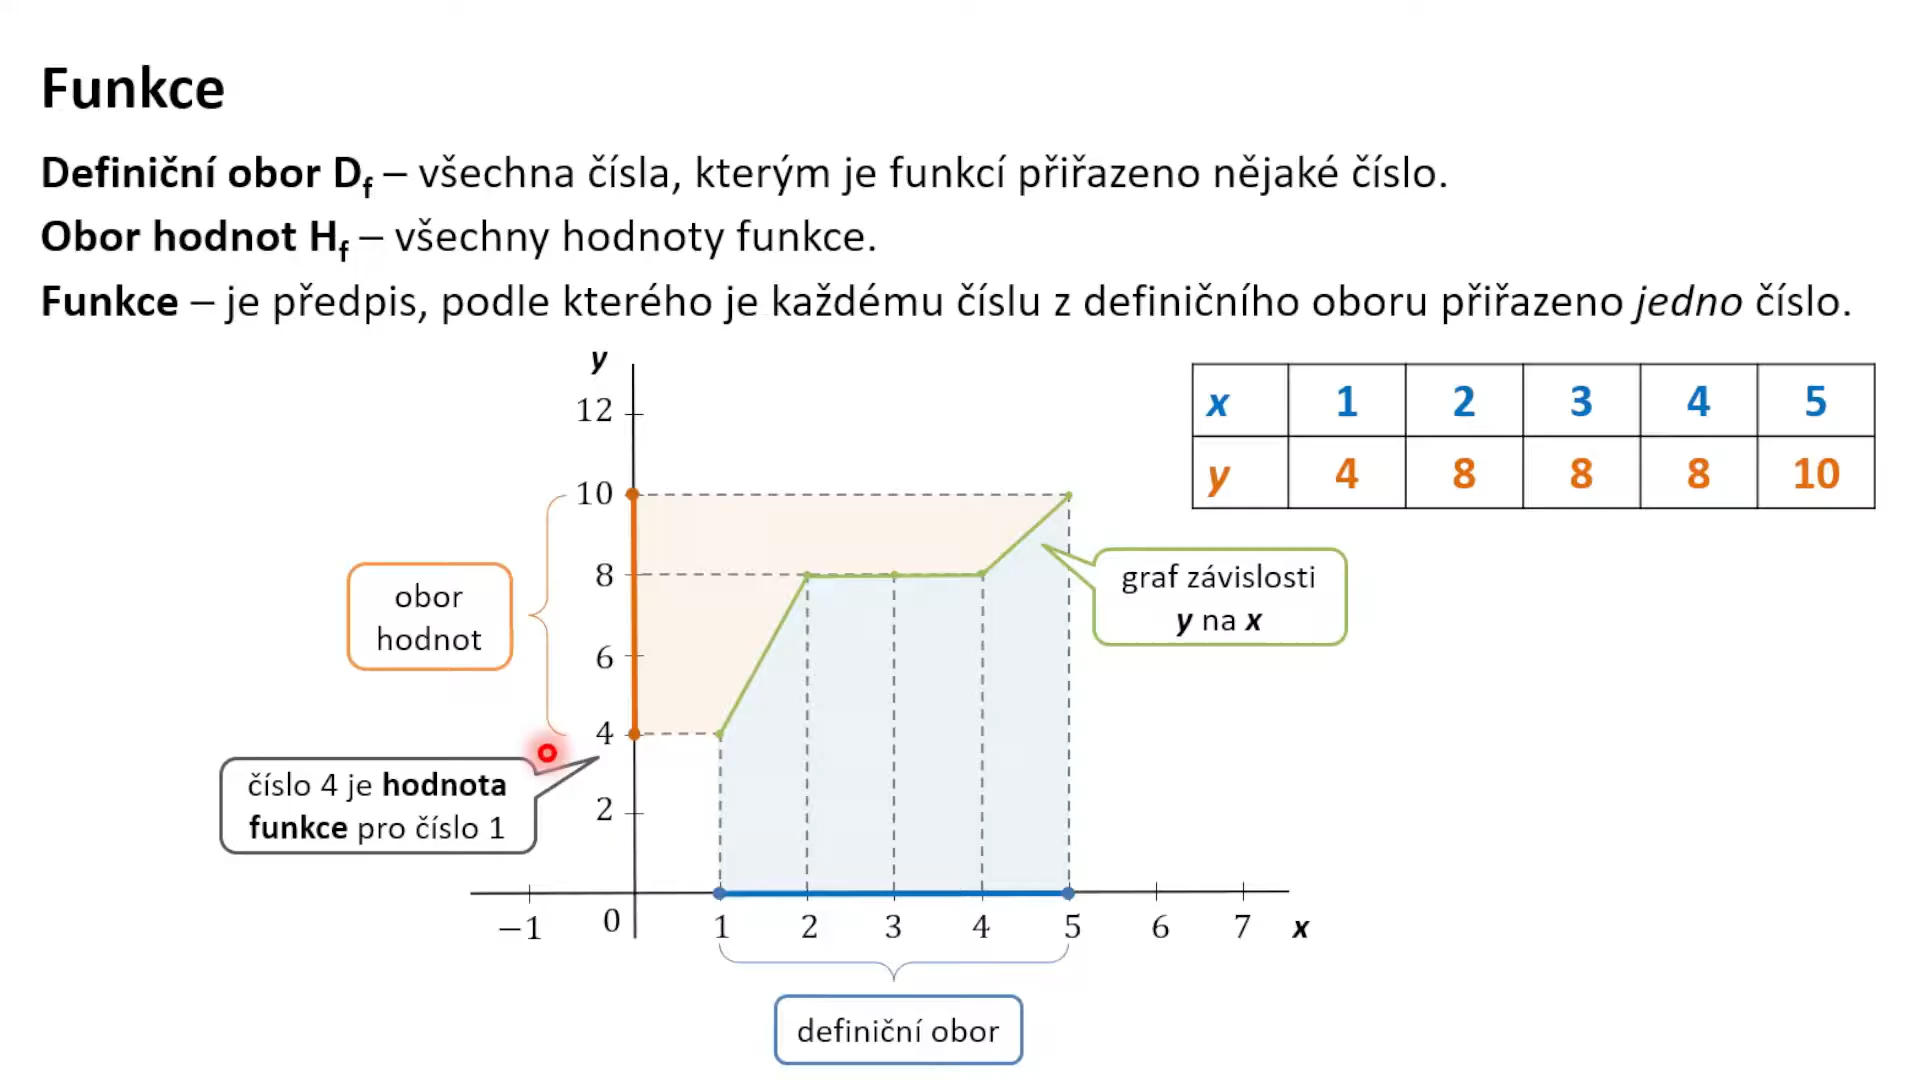 Funkce
Definiční obor Df – všechna čísla, kterým je funkcí přiřazeno nějaké číslo.
Obor hodnot Hf – všechny hodnoty funkce.
Funkce – je předpis, podle kterého je každému číslu z definičního oboru přiřazeno jedno číslo.
x 1 2 3 4 5
y 4 8 8 8 10
y
12
10
8
6
4
2
0
−1
1 2 3 4 5 6 7 x
obor
hodnot
graf závislosti
y na x
číslo 4 je hodnota
funkce pro číslo 1
definiční obor